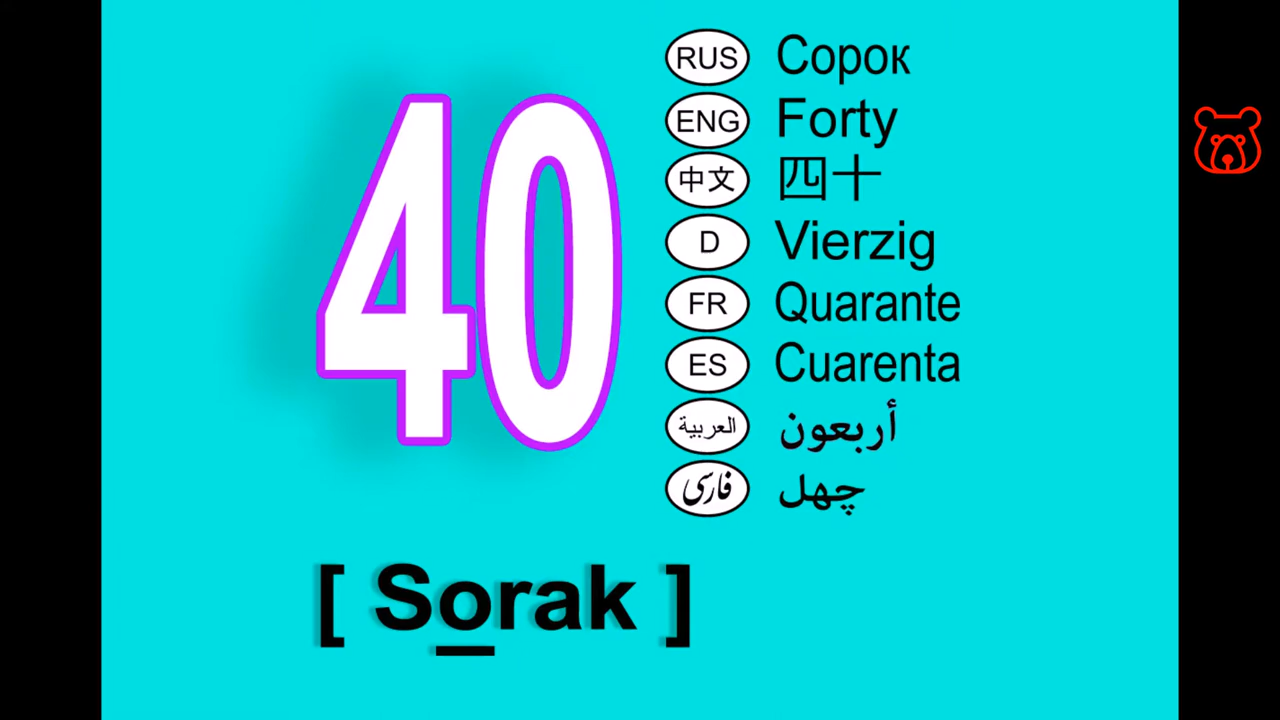 40
RUS Сорок
ENG Forty
中文 四十
D Vierzig
FR Quarante
ES Cuarenta
العربية أربعون
فارسی چهل
[ Sorak ]